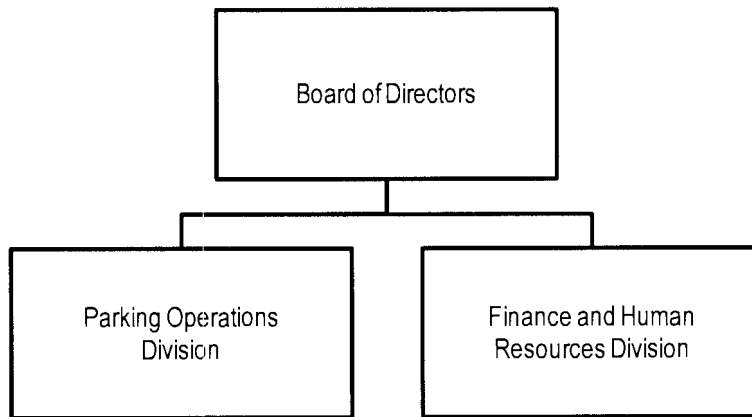 Board of Directors
Parking Operations
Division
Finance and Human
Resources Division